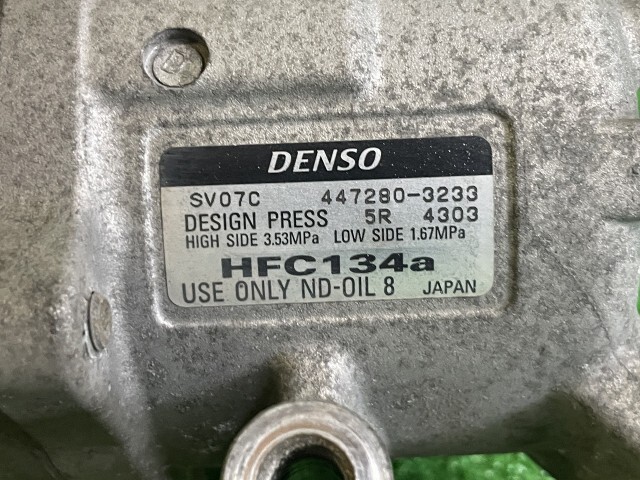 DENSO
SV07C 447280-3233
DESIGN PRESS 5R 4303
HIGH SIDE 3.53MPa LOW SIDE 1.67MPa
HFC134a
USE ONLY ND-OIL 8 JAPAN